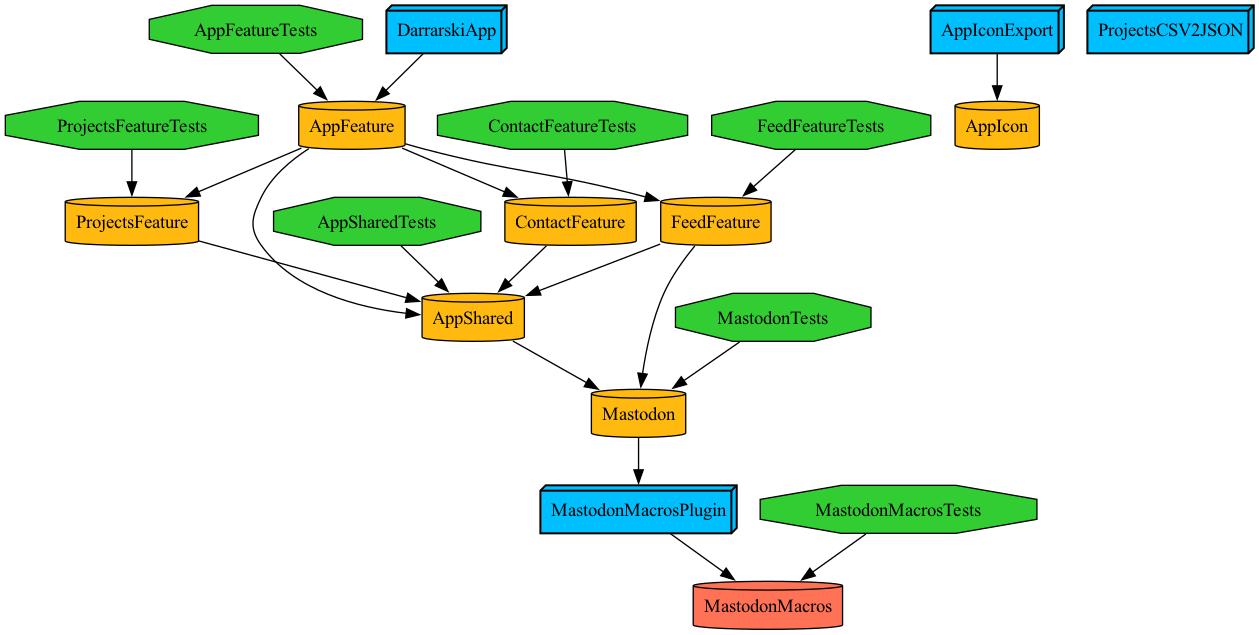 AppFeatureTests
DarrarskiApp
AppIconExport
ProjectsCSV2JSON
ProjectsFeatureTests
AppFeature
ContactFeatureTests
FeedFeatureTests
AppIcon
ProjectsFeature
AppSharedTests
ContactFeature
FeedFeature
AppShared
MastodonTests
Mastodon
MastodonMacrosPlugin
MastodonMacrosTests
MastodonMacros